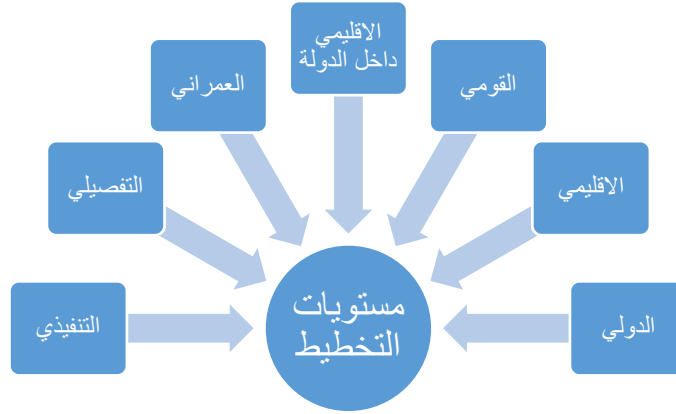 الاقليمي
داخل الدولة
القومي
العمراني
الاقليمي
التفصيلي
الدولي
التنفيذي
مستويات
التخطيط